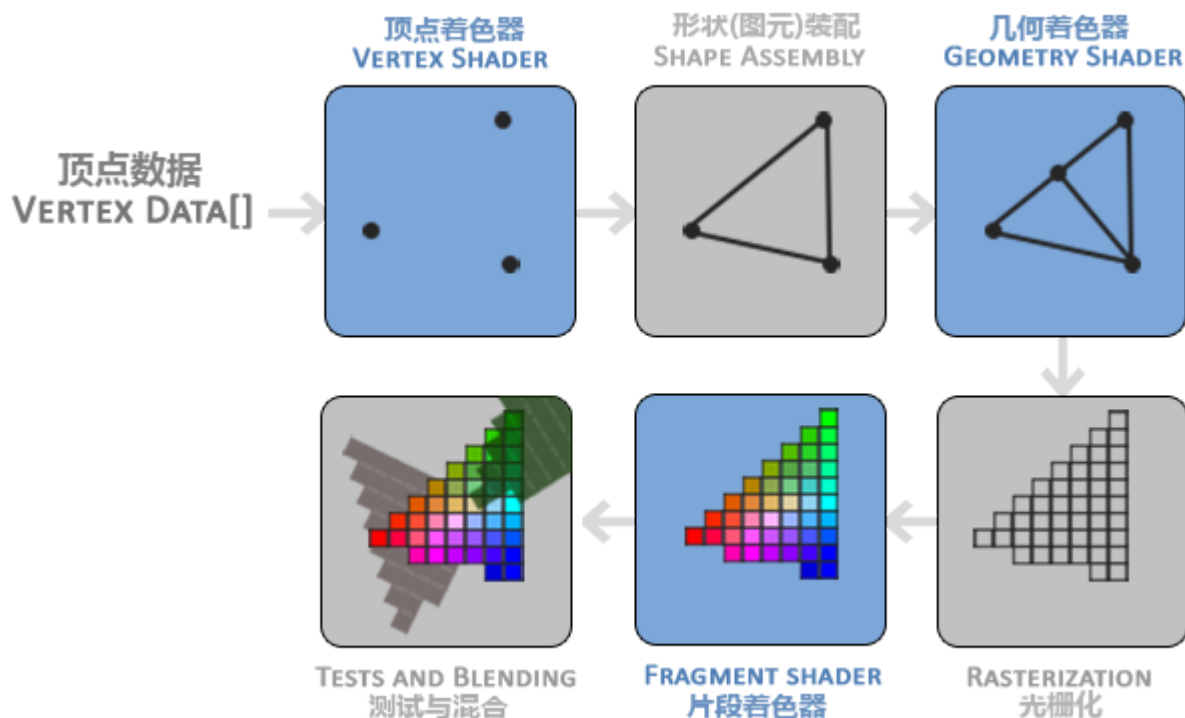 顶点着色器
VERTEX SHADER
形状(图元)装配
SHAPE ASSEMBLY
几何着色器
GEOMETRY SHADER
顶点数据
VERTEX DATA[]
TESTS AND BLENDING
测试与混合
FRAGMENT SHADER
片段着色器
RASTERIZATION
光栅化